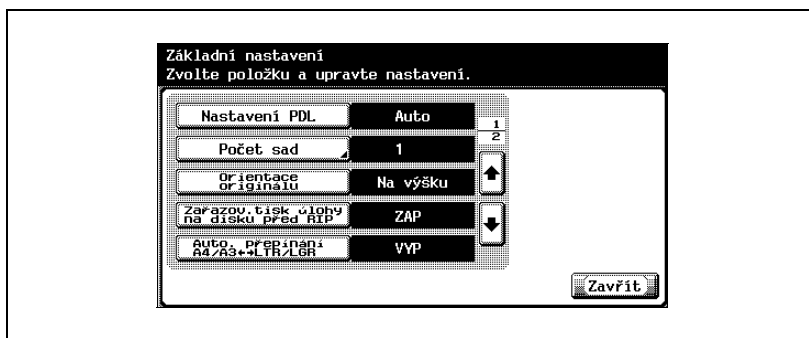 Základní nastavení
Zvolte položku a upravte nastavení.
Nastavení PDL
Auto
1
2
Počet sad
1
Orientace
originálu
Na výšku
Zařazov.tisk úlohy
na disku před RIP
ZAP
Auto. přepínání
A4/A3↔LTR/LGR
VYP
Zavřít